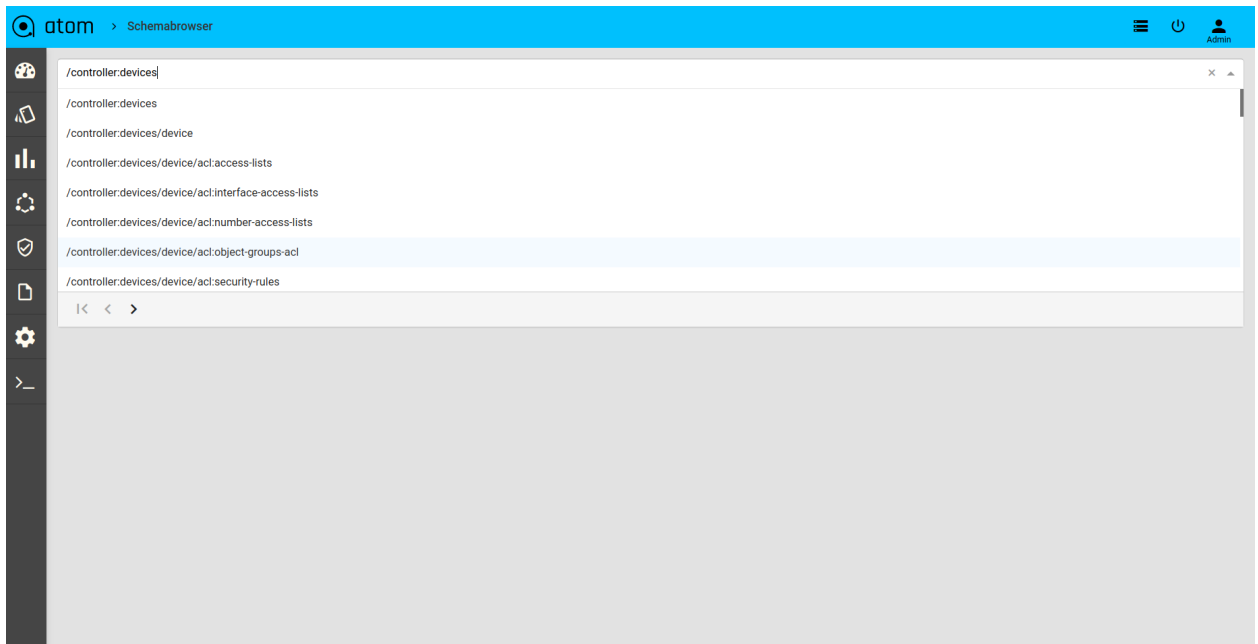 atom > Schemabrowser
Admin
/controller:devices
/controller:devices
/controller:devices/device
/controller:devices/device/acl:access-lists
/controller:devices/device/acl:interface-access-lists
/controller:devices/device/acl:number-access-lists
/controller:devices/device/acl:object-groups-acl
/controller:devices/device/acl:security-rules